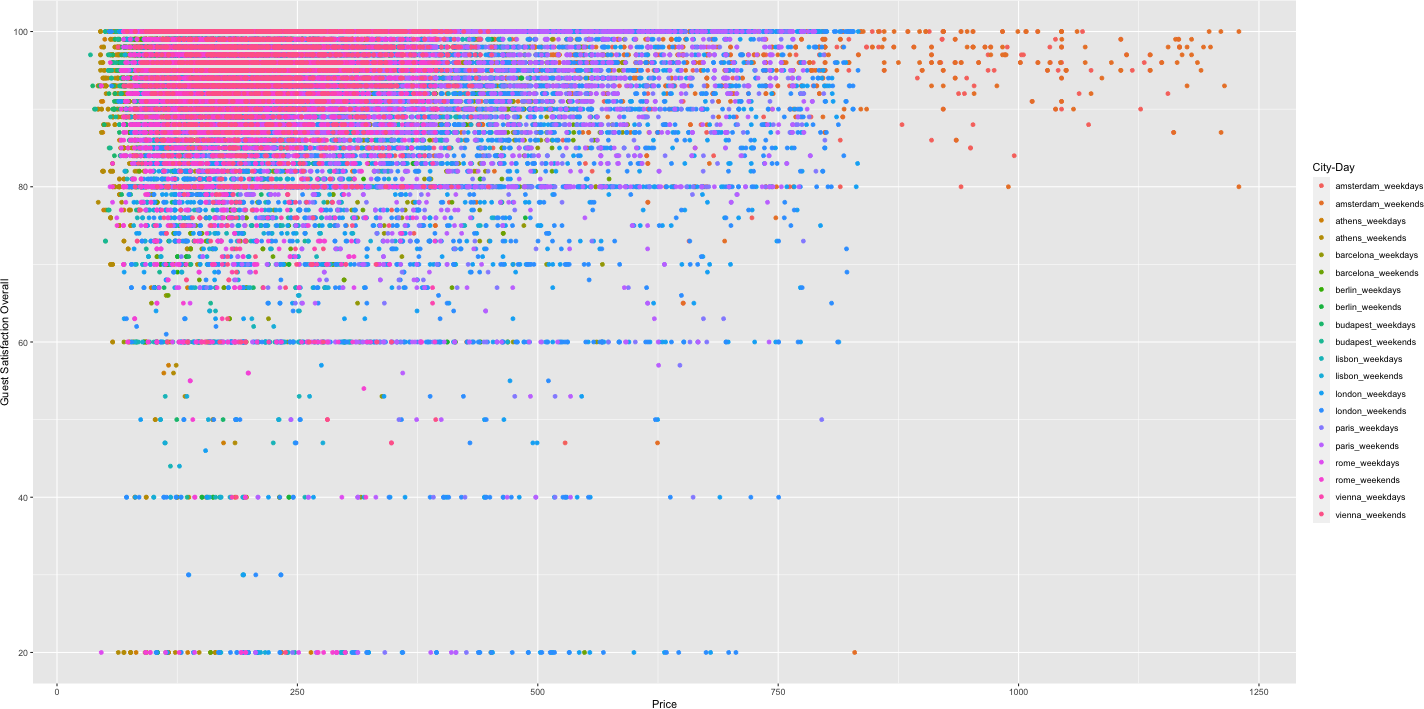 100
80
60
40
20
Guest Satisfaction Overall
0 250 500 750 1000 1250
Price
City-Day
amsterdam_weekdays
amsterdam_weekends
athens_weekdays
athens_weekends
barcelona_weekdays
barcelona_weekends
berlin_weekdays
berlin_weekends
budapest_weekdays
budapest_weekends
lisbon_weekdays
lisbon_weekends
london_weekdays
london_weekends
paris_weekdays
paris_weekends
rome_weekdays
rome_weekends
vienna_weekdays
vienna_weekends